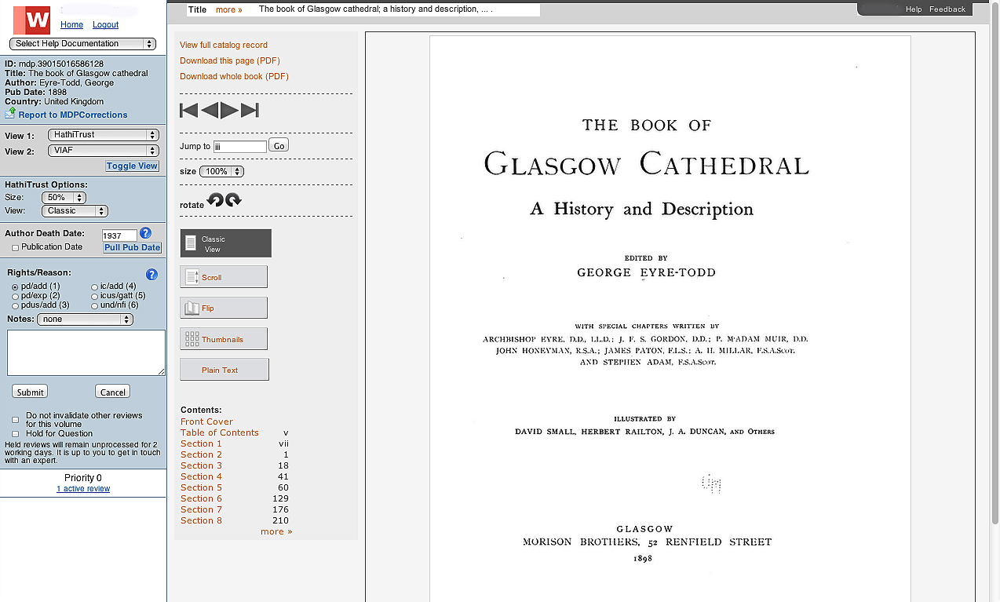 W
Home Logout
Select Help Documentation
ID: mdp.39015016586128
Title: The book of Glasgow cathedral
Author: Eyre-Todd, George
Pub Date: 1898
Country: United Kingdom
Report to MDPCorrections
View 1: HathiTrust
View 2: VIAF
Toggle View
HathiTrust Options:
Size: 50%
View: Classic
Author Death Date: 1937 ?
Publication Date Pull Pub Date
Rights/Reason: ?
pd/add (1) ic/add (4)
pd/exp (2) icus/gatt (5)
pdus/add (3) und/nfi (6)
Notes: none
Submit Cancel
Do not invalidate other reviews
for this volume
Hold for Question
Held reviews will remain unprocessed for 2
working days. It is up to you to get in touch
with an expert.
Priority 0
1 active review
Title more » The book of Glasgow cathedral; a history and description, ... .
Help Feedback
View full catalog record
Download this page (PDF)
Download whole book (PDF)
Jump to iii Go
size 100%
rotate
Classic
View
Scroll
Flip
Thumbnails
Plain Text
Contents:
Front Cover
Table of Contents v
Section 1 vii
Section 2 1
Section 3 18
Section 4 41
Section 5 60
Section 6 129
Section 7 176
Section 8 210
more »
THE BOOK OF
GLASGOW CATHEDRAL
A History and Description
EDITED BY
GEORGE EYRE-TODD
WITH SPECIAL CHAPTERS WRITTEN BY
ARCHBISHOP EYRE, D.D., LL.D.; J. F. S. GORDON, D.D.; P. M'ADAM MUIR, D.D.
JOHN HONEYMAN, R.S.A.; JAMES PATON, F.L.S.; A. H. MILLAR, F.S.A.Scot.
AND STEPHEN ADAM, F.S.A.Scot.
ILLUSTRATED BY
DAVID SMALL, HERBERT RAILTON, J. A. DUNCAN, AND OTHERS
GLASGOW
MORISON BROTHERS, 52 RENFIELD STREET
1898